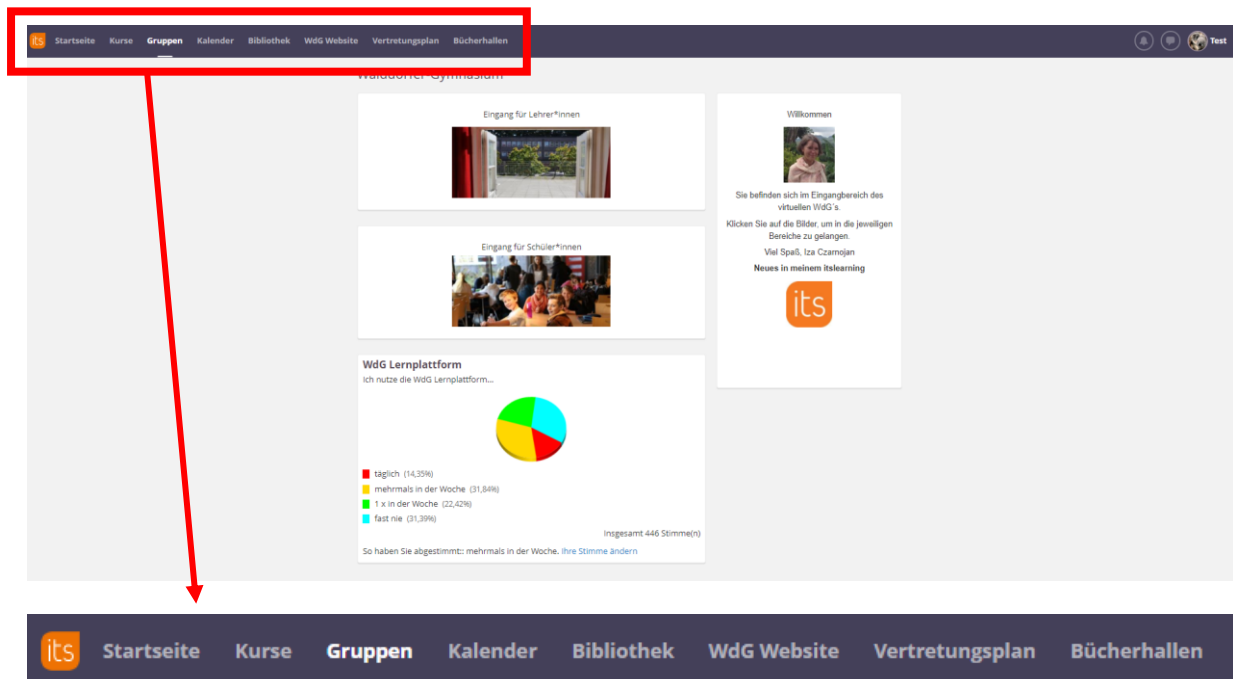 its Startseite Kurse Gruppen Kalender Bibliothek WdG Website Vertretungsplan Bücherhallen Test
Eingang für Lehrer*innen
Eingang für Schüler*innen
WdG Lernplattform
Ich nutze die WdG Lernplattform...
täglich (14,35%)
mehrmals in der Woche (31,84%)
1 x in der Woche (22,42%)
fast nie (31,39%)
Insgesamt 446 Stimme(n)
So haben Sie abgestimmt:: mehrmals in der Woche. Ihre Stimme ändern
Willkommen
Sie befinden sich im Eingangbereich des
virtuellen WdG`s.
Klicken Sie auf die Bilder, um in die jeweiligen
Bereiche zu gelangen.
Viel Spaß, Iza Czarnojan
Neues in meinem itslearning
its
its Startseite Kurse Gruppen Kalender Bibliothek WdG Website Vertretungsplan Bücherhallen